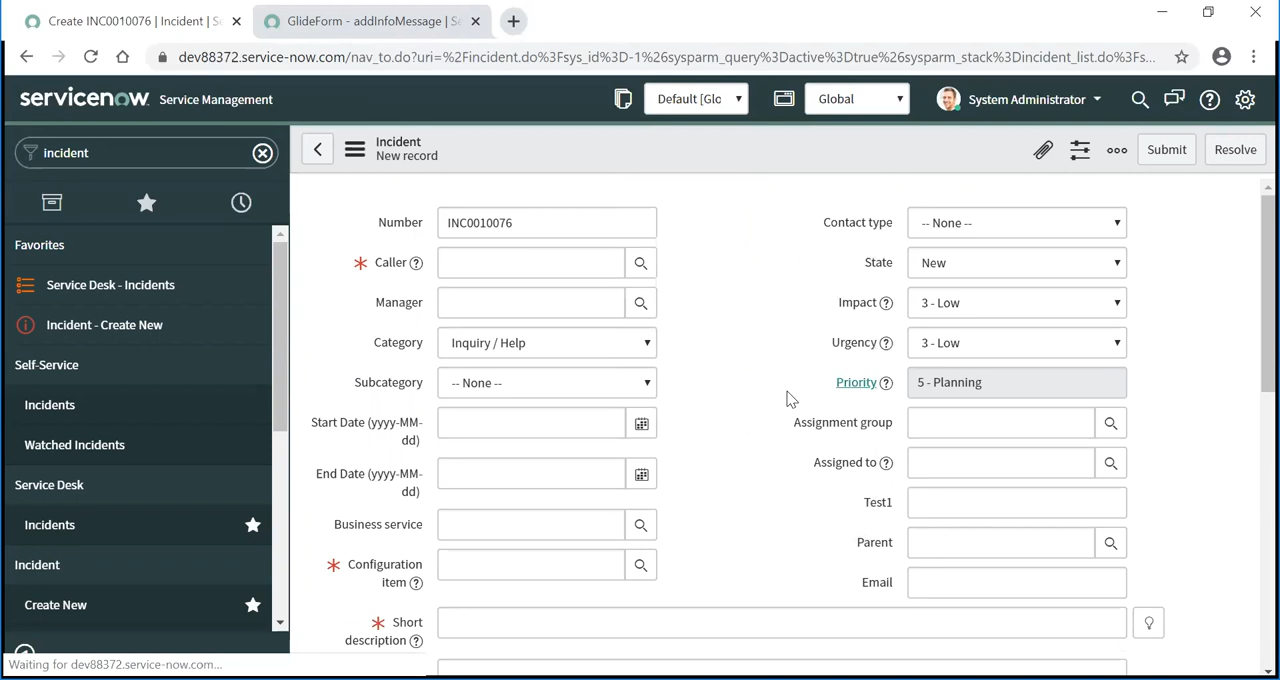 Create INC0010076 | Incident | S
GlideForm - addInfoMessage | S
dev88372.service-now.com/nav_to.do?uri=%2Fincident.do%3Fsys_id%3D-1%26sysparm_query%3Dactive%3Dtrue%26sysparm_stack%3Dincident_list.do%3Fs...
servicenow Service Management
Default [Glo
Global
System Administrator
incident
Incident
New record
Submit
Resolve
Favorites
Service Desk - Incidents
Incident - Create New
Self-Service
Incidents
Watched Incidents
Service Desk
Incidents
Incident
Create New
Number INC0010076
Caller
Manager
Category Inquiry / Help
Subcategory -- None --
Start Date (yyyy-MM-
dd)
End Date (yyyy-MM-
dd)
Business service
Configuration
item
Short
description
Contact type -- None --
State New
Impact 3 - Low
Urgency 3 - Low
Priority 5 - Planning
Assignment group
Assigned to
Test1
Parent
Email
Waiting for dev88372.service-now.com...